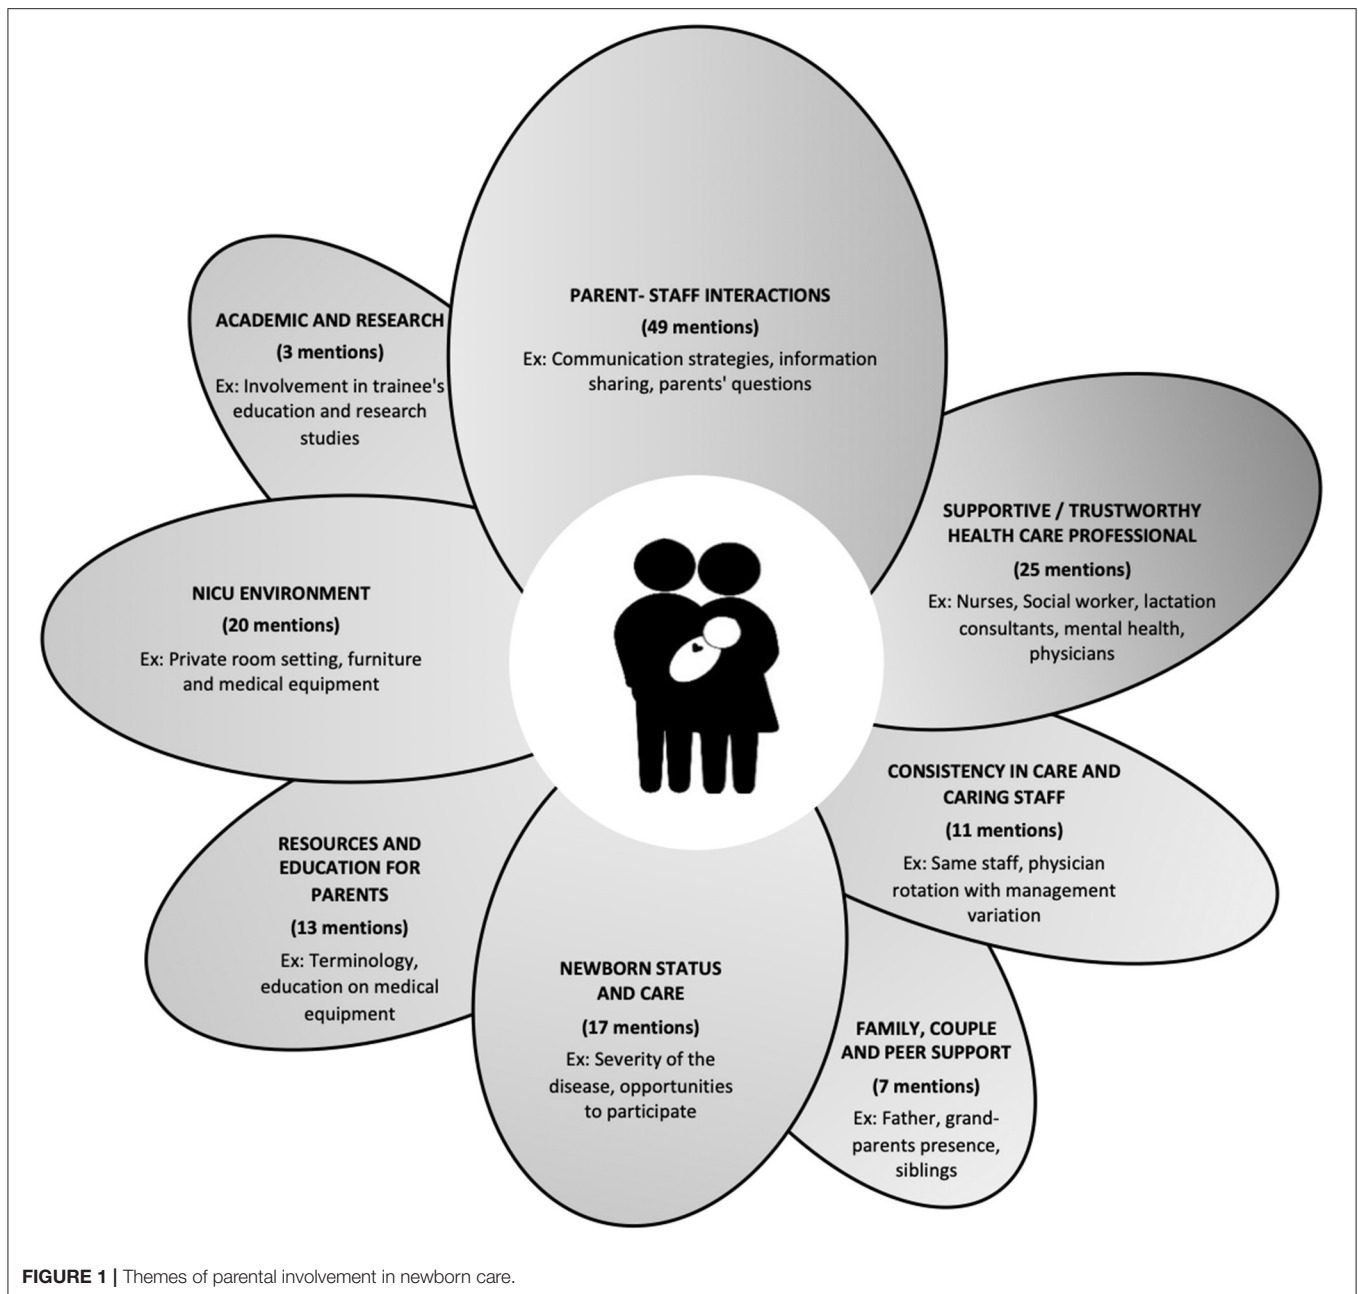 PARENT- STAFF INTERACTIONS
(49 mentions)
Ex: Communication strategies, information
sharing, parents' questions
ACADEMIC AND RESEARCH
(3 mentions)
Ex: Involvement in trainee's
education and research
studies
SUPPORTIVE / TRUSTWORTHY
HEALTH CARE PROFESSIONAL
(25 mentions)
Ex: Nurses, Social worker, lactation
consultants, mental health,
physicians
NICU ENVIRONMENT
(20 mentions)
Ex: Private room setting, furniture
and medical equipment
CONSISTENCY IN CARE AND
CARING STAFF
(11 mentions)
Ex: Same staff, physician
rotation with management
variation
RESOURCES AND
EDUCATION FOR
PARENTS
(13 mentions)
Ex: Terminology,
education on medical
equipment
NEWBORN STATUS
AND CARE
(17 mentions)
Ex: Severity of the
disease, opportunities
to participate
FAMILY, COUPLE
AND PEER SUPPORT
(7 mentions)
Ex: Father, grand-
parents presence,
siblings
FIGURE 1 | Themes of parental involvement in newborn care.